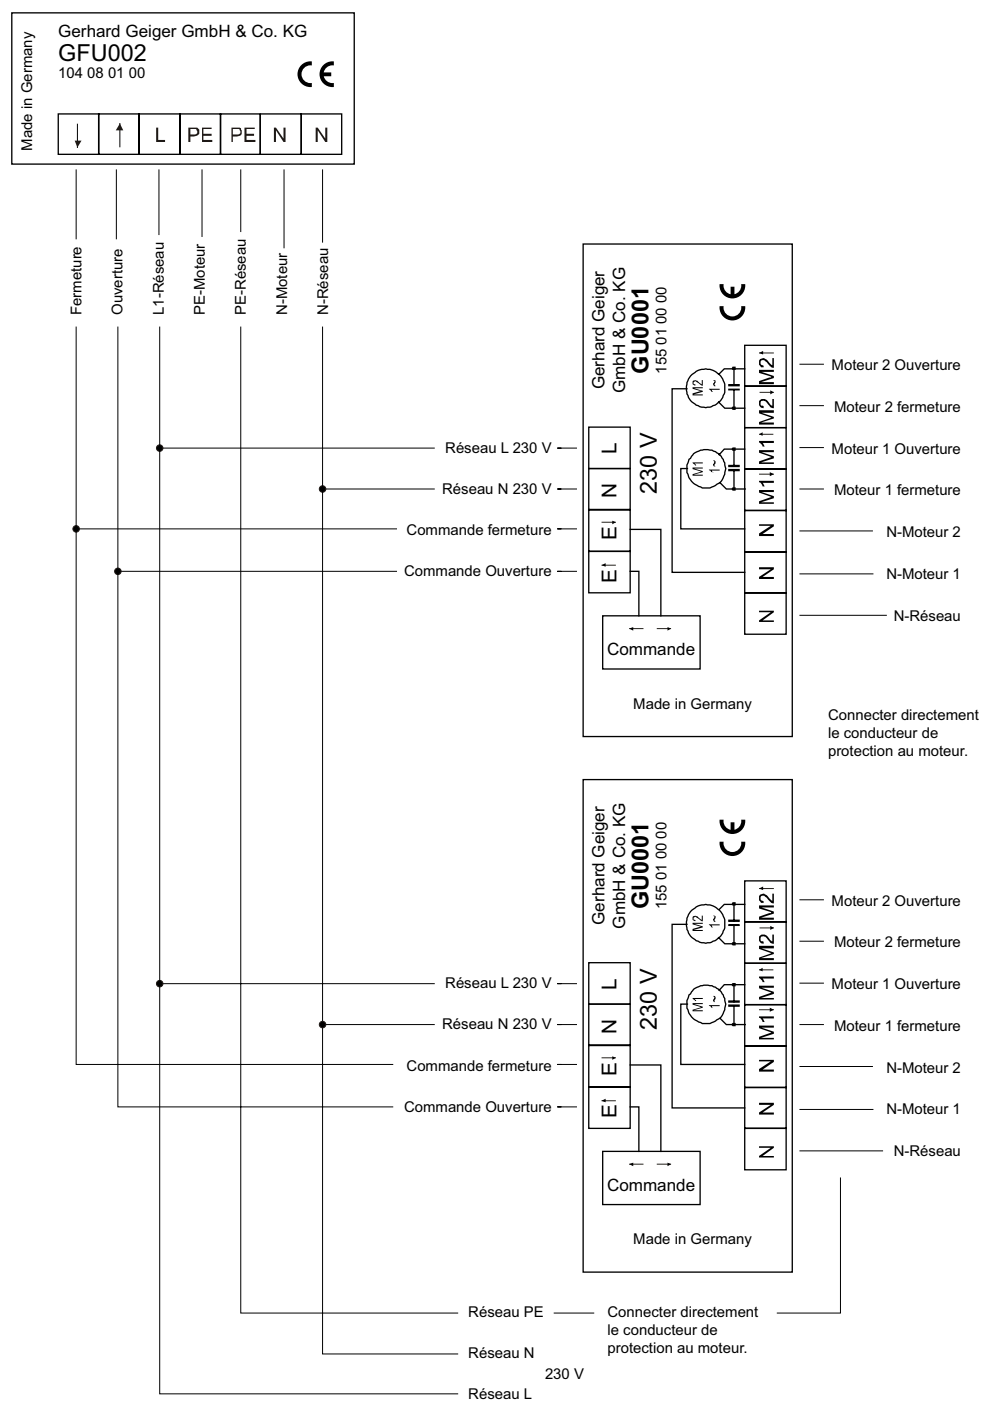 Made in Germany
Gerhard Geiger GmbH & Co. KG
GFU002
104 08 01 00
CE
↓ ↑ L PE PE N N
Fermeture
Ouverture
L1-Réseau
PE-Moteur
PE-Réseau
N-Moteur
N-Réseau
Gerhard Geiger
GmbH & Co. KG
GU0001
155 01 00 00
CE
Réseau L 230 V
Réseau N 230 V
Commande fermeture
Commande Ouverture
L
N
E↓
E↑
230 V
M2
1~
M1
1~
M2↑
M2↓
M1↑
M1↓
N
N
N
Moteur 2 Ouverture
Moteur 2 fermeture
Moteur 1 Ouverture
Moteur 1 fermeture
N-Moteur 2
N-Moteur 1
N-Réseau
← →
Commande
Made in Germany
Connecter directement
le conducteur de
protection au moteur.
Gerhard Geiger
GmbH & Co. KG
GU0001
155 01 00 00
CE
Réseau L 230 V
Réseau N 230 V
Commande fermeture
Commande Ouverture
L
N
E↓
E↑
230 V
M2
1~
M1
1~
M2↑
M2↓
M1↑
M1↓
N
N
N
Moteur 2 Ouverture
Moteur 2 fermeture
Moteur 1 Ouverture
Moteur 1 fermeture
N-Moteur 2
N-Moteur 1
N-Réseau
← →
Commande
Made in Germany
Réseau PE
Connecter directement
le conducteur de
protection au moteur.
Réseau N
230 V
Réseau L